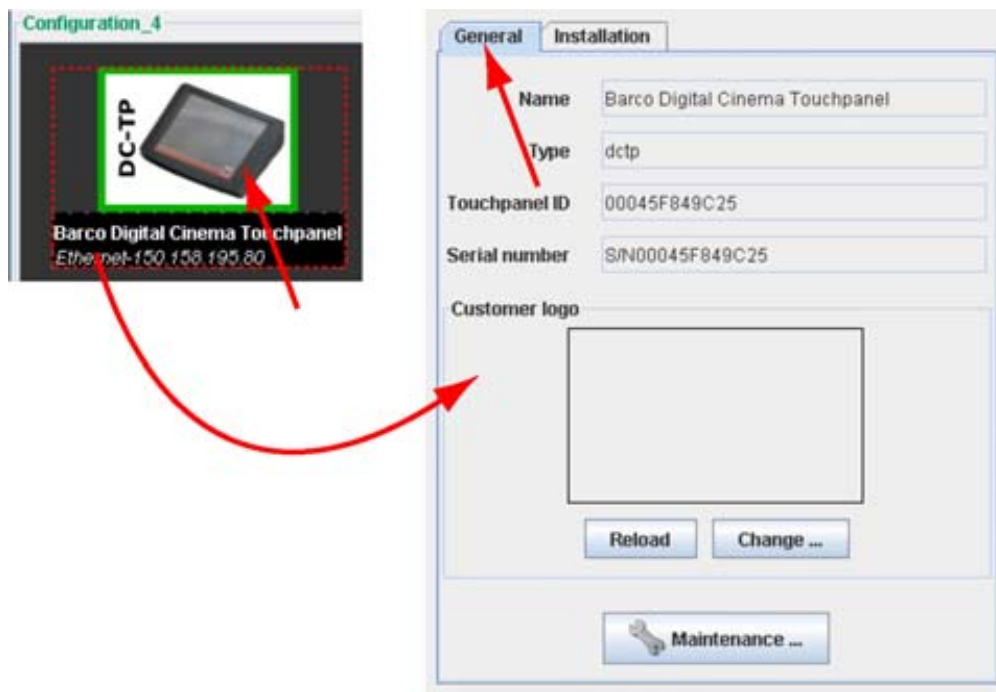 Configuration_4
DC-TP
Barco Digital Cinema Touchpanel
Ethernet-150.158.195.80
General Installation
Name Barco Digital Cinema Touchpanel
Type dctp
Touchpanel ID 00045F849C25
Serial number S/N00045F849C25
Customer logo
Reload Change ...
Maintenance ...